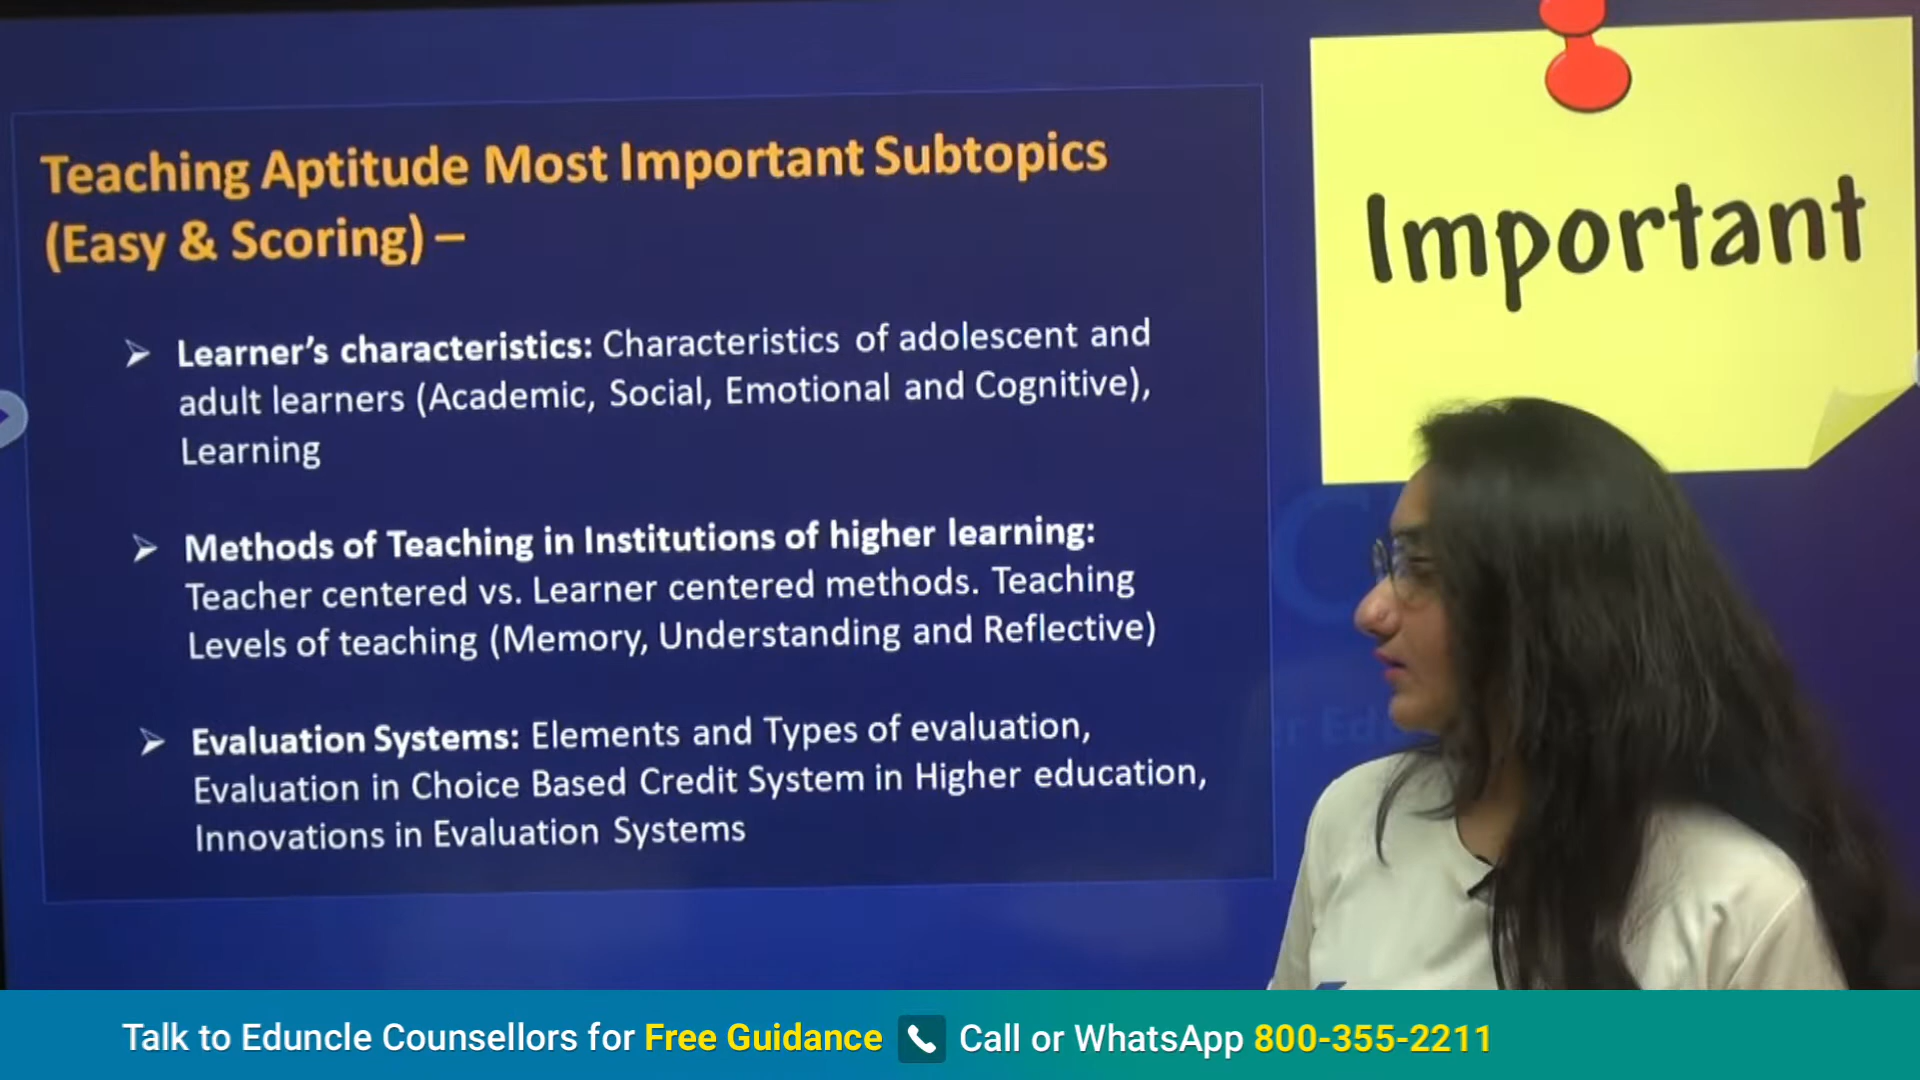 Teaching Aptitude Most Important Subtopics
(Easy & Scoring) –
Learner's characteristics: Characteristics of adolescent and
adult learners (Academic, Social, Emotional and Cognitive),
Learning
Methods of Teaching in Institutions of higher learning:
Teacher centered vs. Learner centered methods. Teaching
Levels of teaching (Memory, Understanding and Reflective)
Evaluation Systems: Elements and Types of evaluation,
Evaluation in Choice Based Credit System in Higher education,
Innovations in Evaluation Systems
Important
Talk to Eduncle Counsellors for Free Guidance Call or WhatsApp 800-355-2211